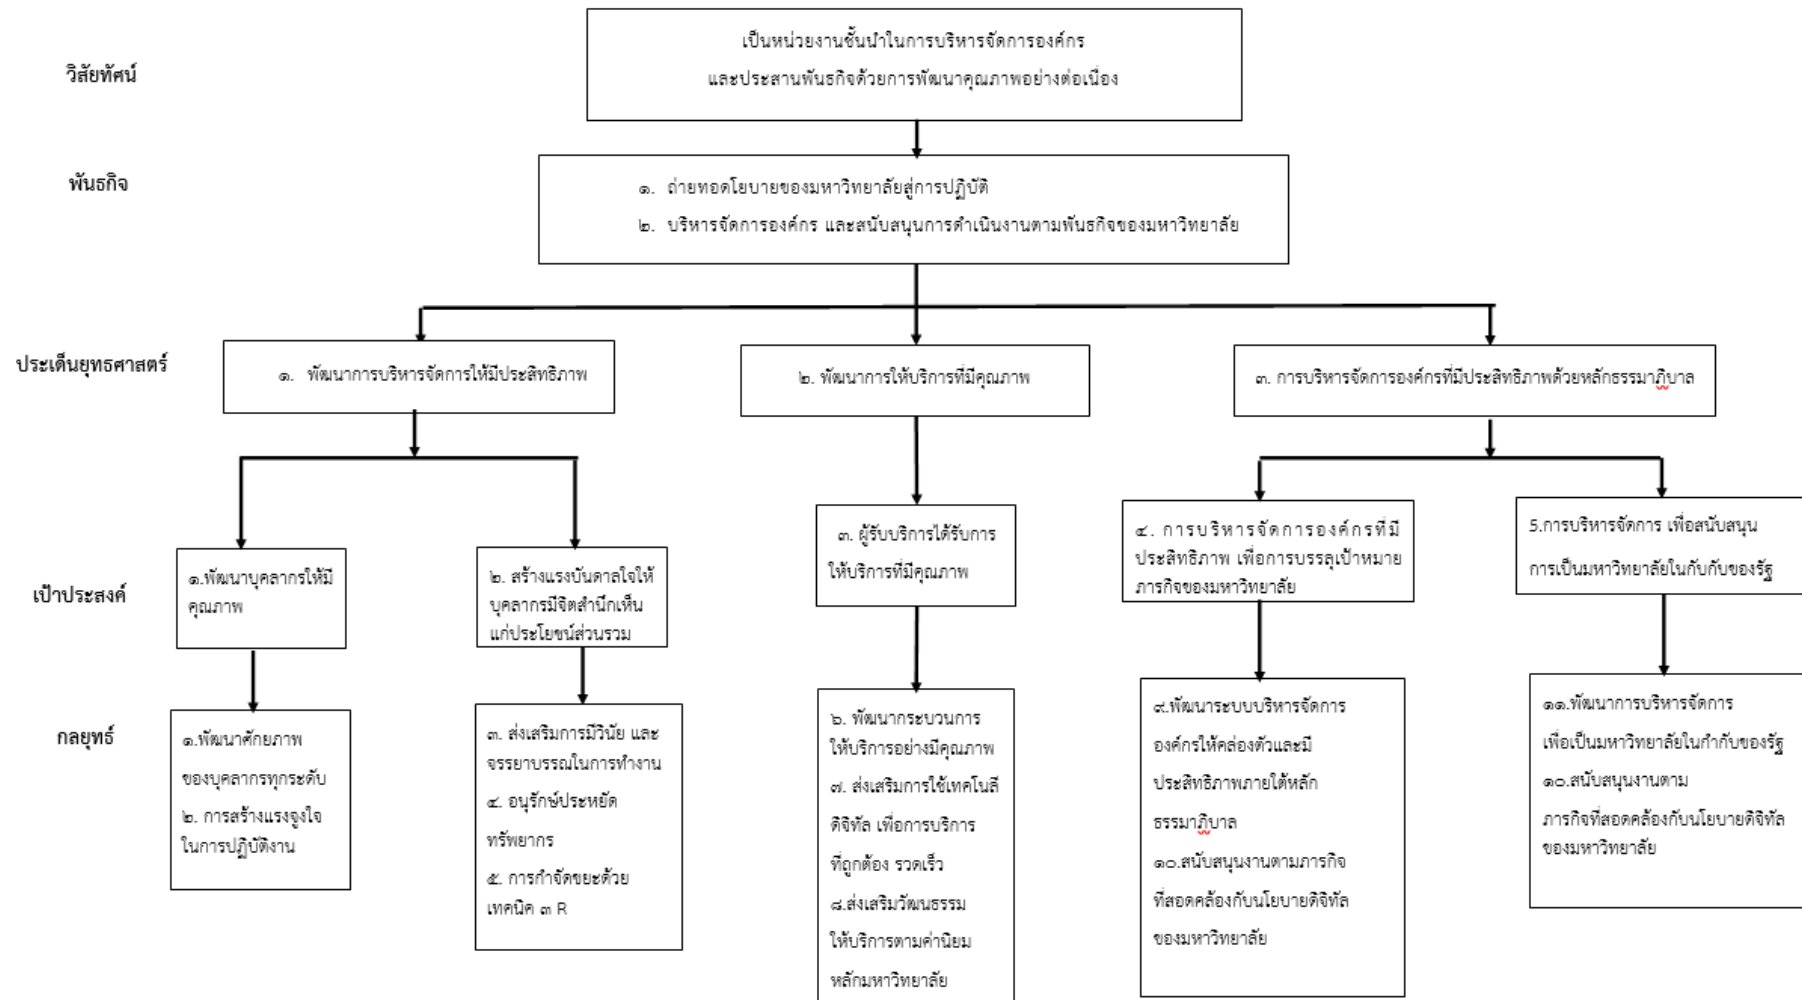 วิสัยทัศน์
เป็นหน่วยงานชั้นนำในการบริหารจัดการองค์กร
และประสานพันธกิจด้วยการพัฒนาคุณภาพอย่างต่อเนื่อง
พันธกิจ
๑. ถ่ายทอดโยบายของมหาวิทยาลัยสู่การปฏิบัติ
๒. บริหารจัดการองค์กร และสนับสนุนการดำเนินงานตามพันธกิจของมหาวิทยาลัย
ประเด็นยุทธศาสตร์
๑. พัฒนาการบริหารจัดการให้มีประสิทธิภาพ
๒. พัฒนาการให้บริการที่มีคุณภาพ
๓. การบริหารจัดการองค์กรที่มีประสิทธิภาพด้วยหลักธรรมาภิบาล
เป้าประสงค์
๑.พัฒนาบุคลากรให้มี
คุณภาพ
๒. สร้างแรงบันดาลใจให้
บุคลากรมีจิตสำนึกเห็น
แก่ประโยชน์ส่วนรวม
๓. ผู้รับบริการได้รับการ
ให้บริการที่มีคุณภาพ
๔. การบริหารจัดการองค์กรที่มี
ประสิทธิภาพ เพื่อการบรรลุเป้าหมาย
ภารกิจของมหาวิทยาลัย
5.การบริหารจัดการ เพื่อสนับสนุน
การเป็นมหาวิทยาลัยในกับกับของรัฐ
กลยุทธ์
๑.พัฒนาศักยภาพ
ของบุคลากรทุกระดับ
๒. การสร้างแรงจูงใจ
ในการปฏิบัติงาน
๓. ส่งเสริมการมีวินัย และ
จรรยาบรรณในการทำงาน
๔. อนุรักษ์ประหยัด
ทรัพยากร
๕. การกำจัดขยะด้วย
เทคนิค ๓ R
๖. พัฒนากระบวนการ
ให้บริการอย่างมีคุณภาพ
๗. ส่งเสริมการใช้เทคโนลี
ดิจิทัล เพื่อการบริการ
ที่ถูกต้อง รวดเร็ว
๘.ส่งเสริมวัฒนธรรม
ให้บริการตามค่านิยม
หลักมหาวิทยาลัย
๙.พัฒนาระบบบริหารจัดการ
องค์กรให้คล่องตัวและมี
ประสิทธิภาพภายใต้หลัก
ธรรมาภิบาล
๑๐.สนับสนุนงานตามภารกิจ
ที่สอดคล้องกับนโยบายดิจิทัล
ของมหาวิทยาลัย
๑๑.พัฒนาการบริหารจัดการ
เพื่อเป็นมหาวิทยาลัยในกำกับของรัฐ
๑๐.สนับสนุนงานตาม
ภารกิจที่สอดคล้องกับนโยบายดิจิทัล
ของมหาวิทยาลัย